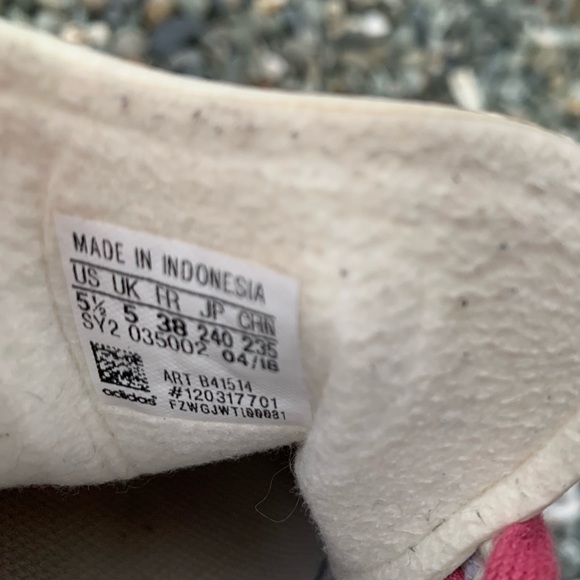 MADE IN INDONESIA
US UK FR JP CHN
5½ 5 38 240 235
SY2 035002 04/16
ART B41514
#120317701
adidas FZWGJWT100081